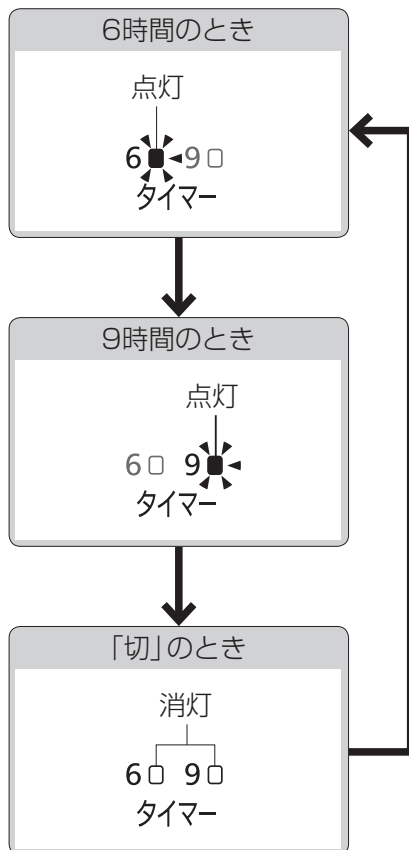 6時間のとき
点灯
6 9
タイマー
9時間のとき
点灯
6 9
タイマー
「切」のとき
消灯
6 9
タイマー